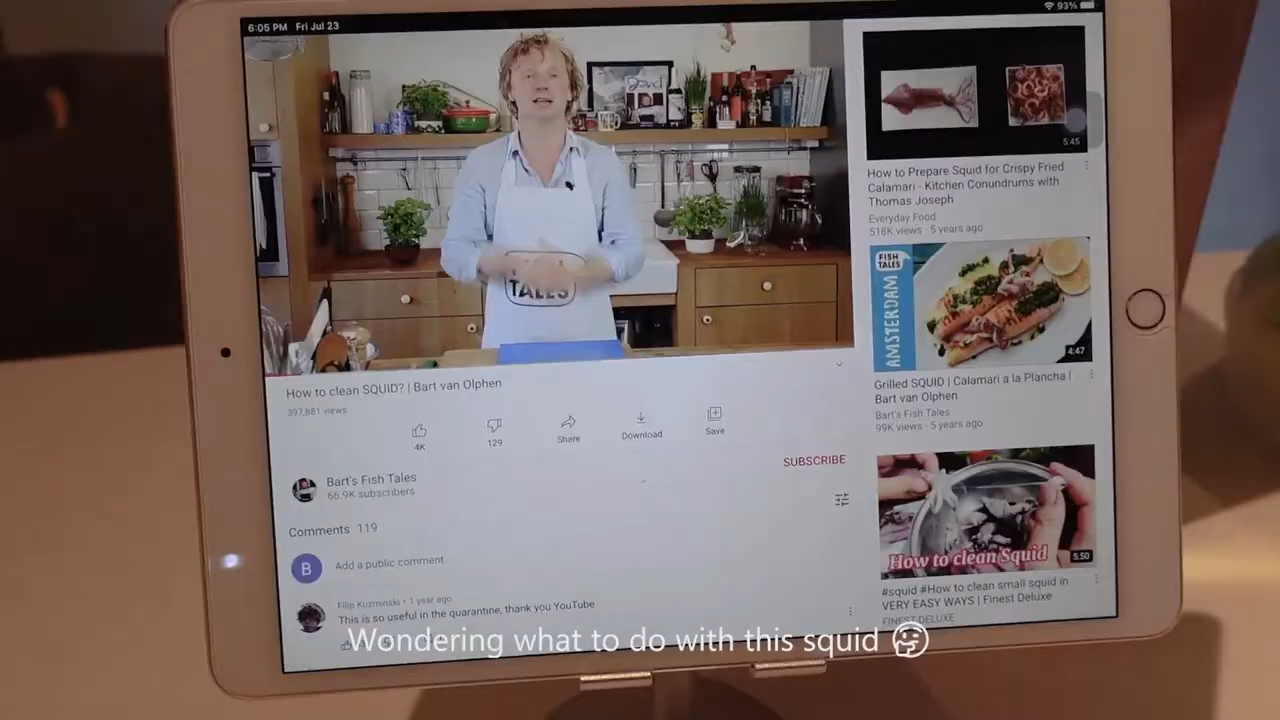 6:05 PM Fri Jul 23
93%
TALES
How to clean SQUID? | Bart van Olphen
397,881 views
4K
129
Share
Download
Save
Bart's Fish Tales
66.9K subscribers
SUBSCRIBE
Comments 119
B
Add a public comment
Filip Kuzminski • 1 year ago
This is so useful in the quarantine, thank you YouTube
5:45
How to Prepare Squid for Crispy Fried
Calamari - Kitchen Conundrums with
Thomas Joseph
Everyday Food
518K views · 5 years ago
FISH
TALES
AMSTERDAM
4:47
Grilled SQUID | Calamari a la Plancha |
Bart van Olphen
Bart's Fish Tales
99K views · 5 years ago
How to clean Squid
5:50
#squid #How to clean small squid in
VERY EASY WAYS | Finest Deluxe
FINEST DELUXE
Wondering what to do with this squid 🤔